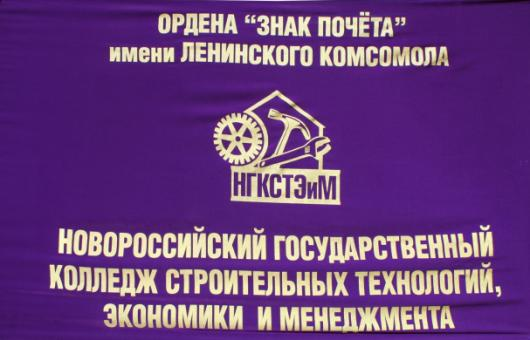 ОРДЕНА "ЗНАК ПОЧЁТА"
имени ЛЕНИНСКОГО КОМСОМОЛА
НГКСТЭиМ
НОВОРОССИЙСКИЙ ГОСУДАРСТВЕННЫЙ
КОЛЛЕДЖ СТРОИТЕЛЬНЫХ ТЕХНОЛОГИЙ,
ЭКОНОМИКИ И МЕНЕДЖМЕНТА